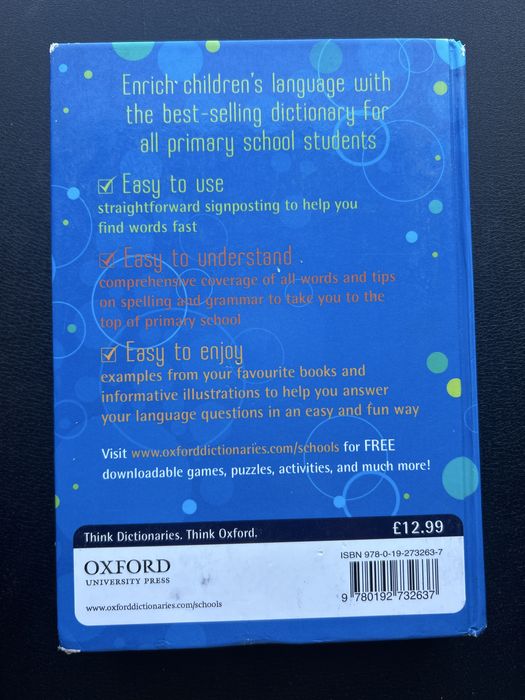 Enrich children's language with
the best-selling dictionary for
all primary school students
Easy to use
straightforward signposting to help you
find words fast
Easy to understand
comprehensive coverage of all words and tips
on spelling and grammar to take you to the
top of primary school
Easy to enjoy
examples from your favourite books and
informative illustrations to help you answer
your language questions in an easy and fun way
Visit www.oxforddictionaries.com/schools for FREE
downloadable games, puzzles, activities, and much more!
Think Dictionaries. Think Oxford.
£12.99
OXFORD
UNIVERSITY PRESS
www.oxforddictionaries.com/schools
ISBN 978-0-19-273263-7
9 780192 732637